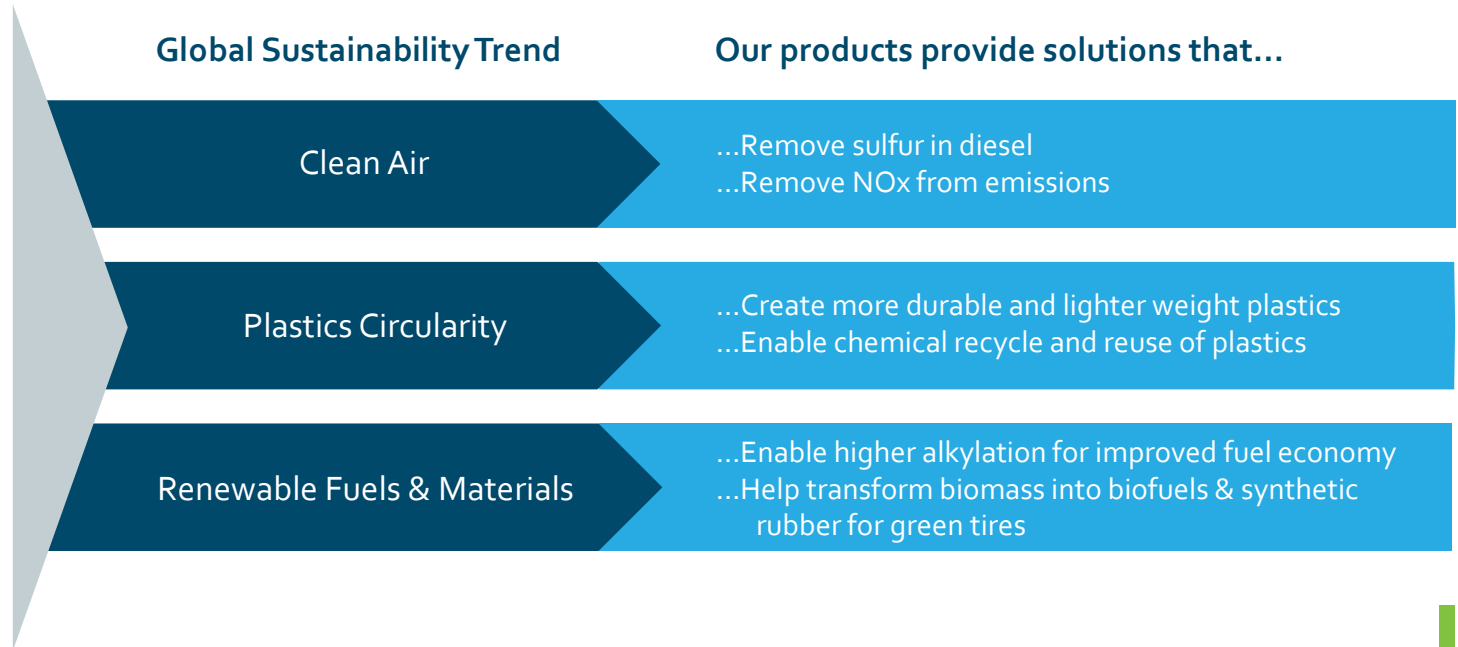 Global Sustainability Trend
Our products provide solutions that...
Clean Air
...Remove sulfur in diesel
...Remove NOx from emissions
Plastics Circularity
...Create more durable and lighter weight plastics
...Enable chemical recycle and reuse of plastics
Renewable Fuels & Materials
...Enable higher alkylation for improved fuel economy
...Help transform biomass into biofuels & synthetic
rubber for green tires